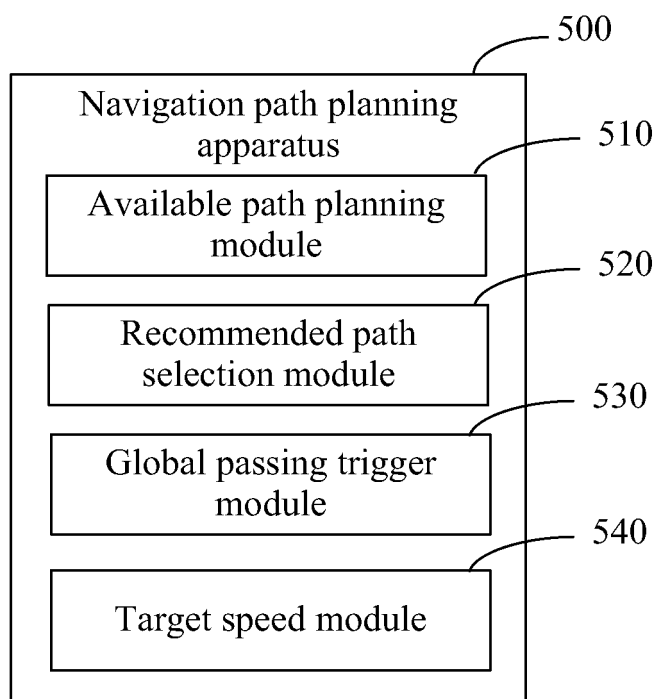 500
Navigation path planning
apparatus
510
Available path planning
module
520
Recommended path
selection module
530
Global passing trigger
module
540
Target speed module